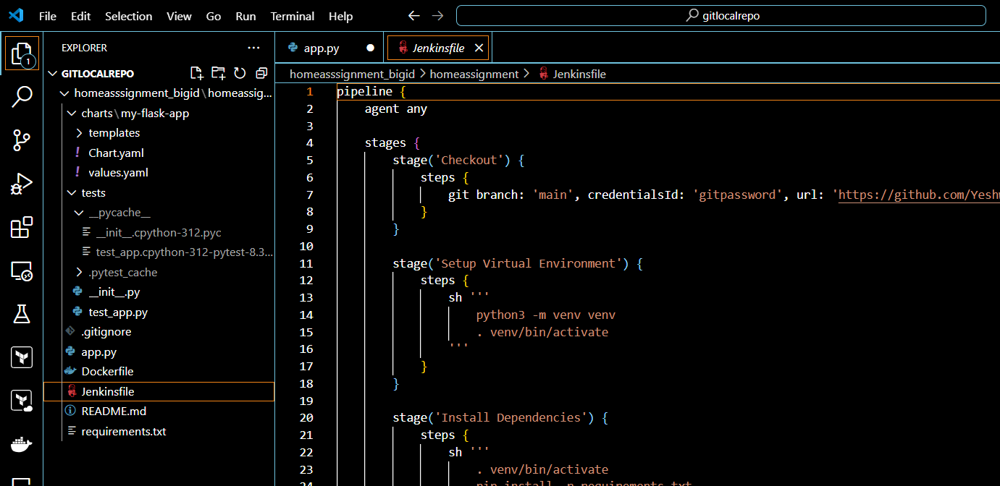 File Edit Selection View Go Run Terminal Help
gitlocalrepo
EXPLORER
1
GITLOCALREPO
homeasssignment_bigid\homeassig...
charts\my-flask-app
templates
! Chart.yaml
! values.yaml
tests
__pycache__
__init__.cpython-312.pyc
test_app.cpython-312-pytest-8.3...
.pytest_cache
__init__.py
test_app.py
.gitignore
app.py
Dockerfile
Jenkinsfile
README.md
requirements.txt
app.py
Jenkinsfile
homeasssignment_bigid > homeassignment > Jenkinsfile
1 pipeline {
2 agent any
3
4 stages {
5 stage('Checkout') {
6 steps {
7 git branch: 'main', credentialsId: 'gitpassword', url: 'https://github.com/Yeshw
8 }
9 }
10
11 stage('Setup Virtual Environment') {
12 steps {
13 sh '''
14 python3 -m venv venv
15 . venv/bin/activate
16 '''
17 }
18 }
19
20 stage('Install Dependencies') {
21 steps {
22 sh '''
23 . venv/bin/activate
24 pip install -r requirements.txt